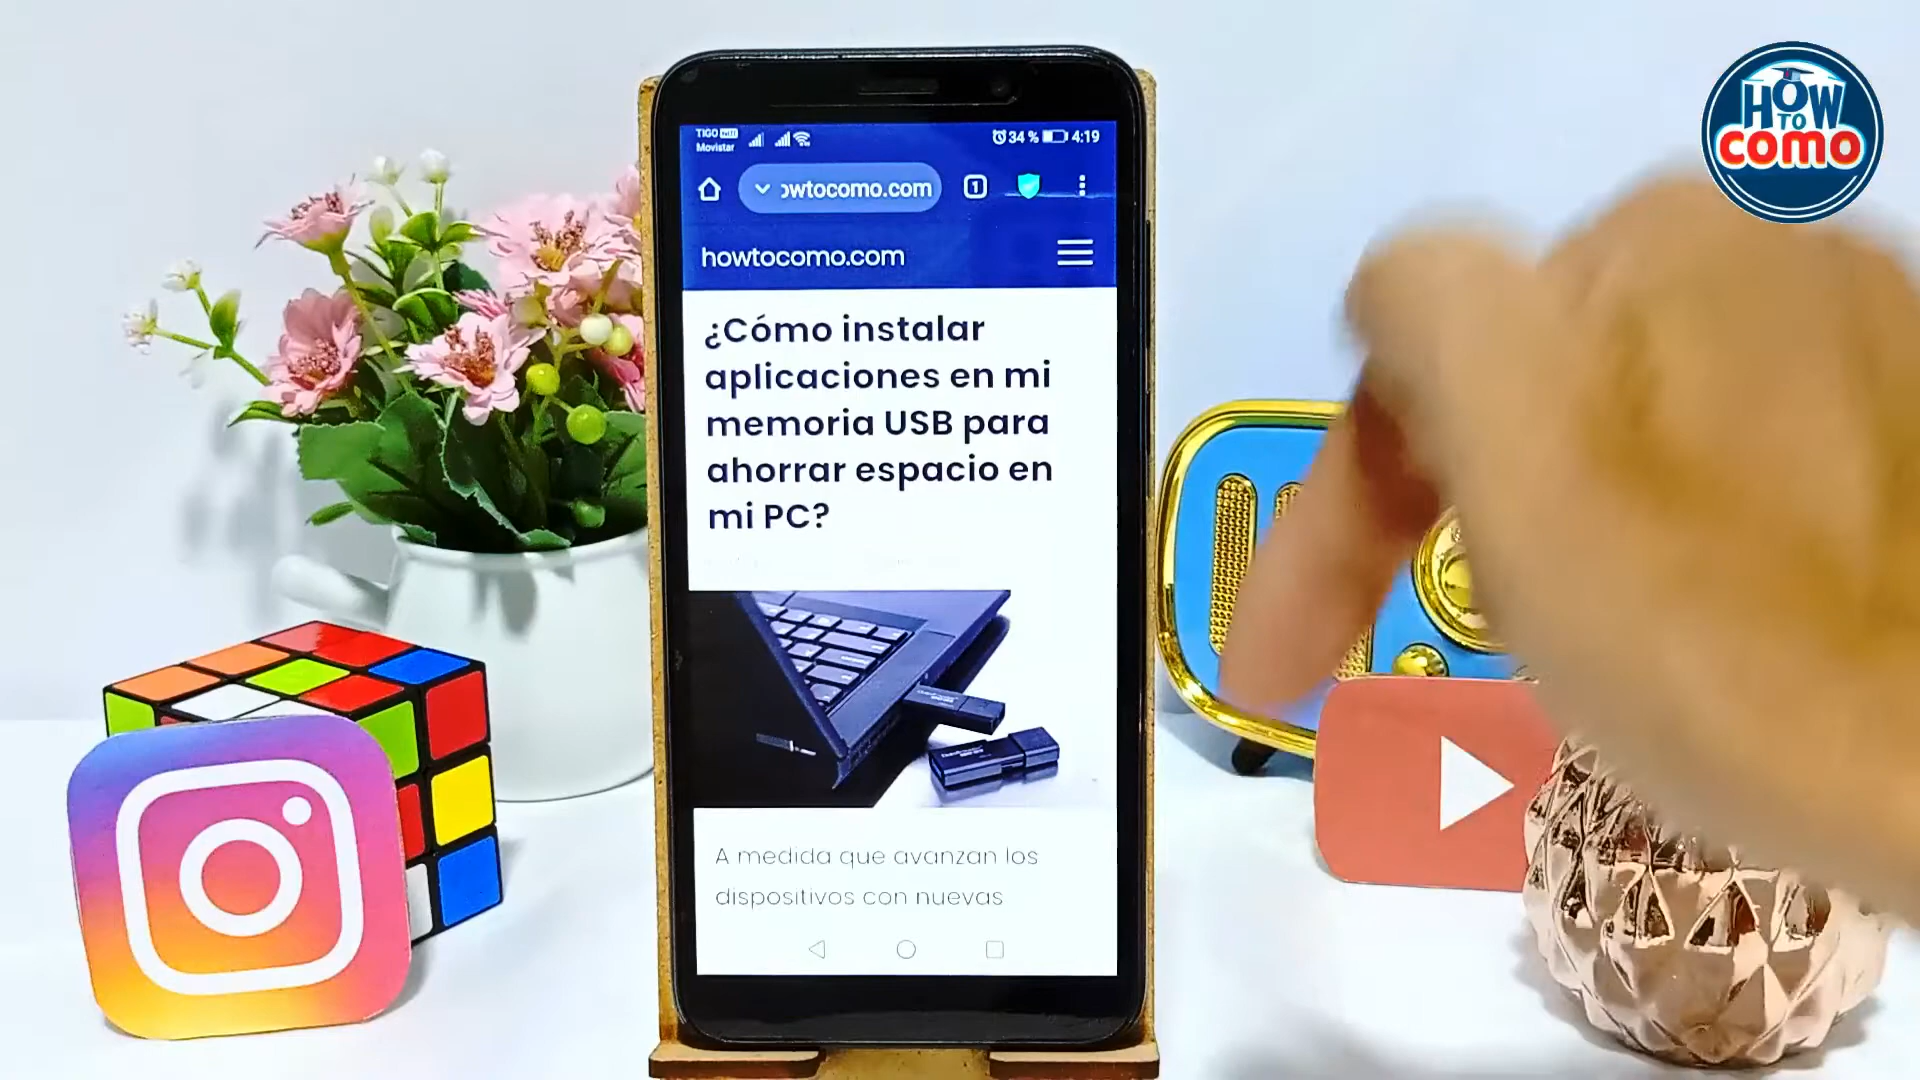 HOW
TO
como
TIGO
Movistar
34 %
4:19
owtocomo.com
1
howtocomo.com
¿Cómo instalar
aplicaciones en mi
memoria USB para
ahorrar espacio en
mi PC?
A medida que avanzan los
dispositivos con nuevas